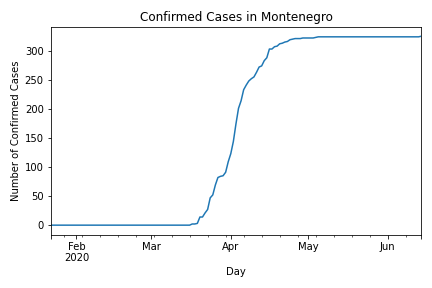 Confirmed Cases in Montenegro
Number of Confirmed Cases
300
250
200
150
100
50
0
Feb
2020
Mar
Apr
May
Jun
Day